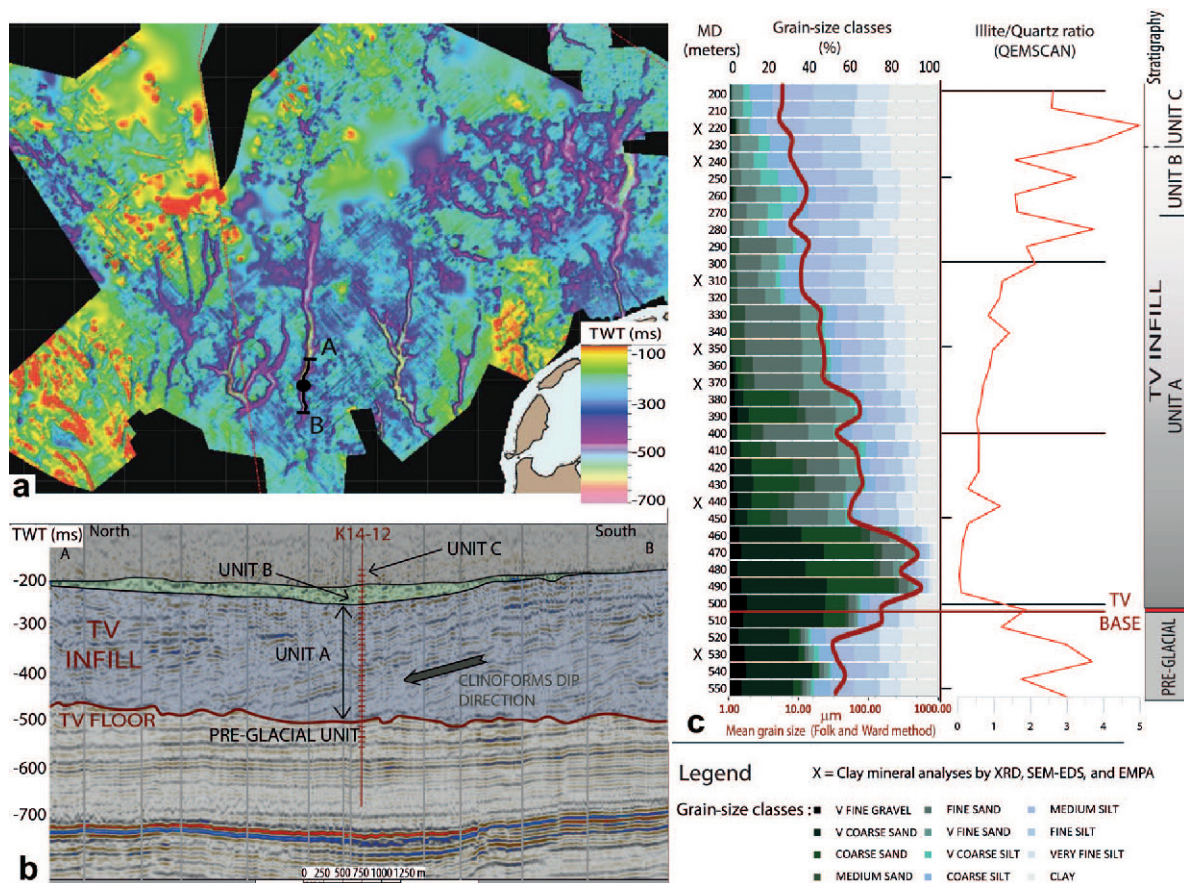 TWT (ms)
-100
-300
-500
-700
A
B
a
TWT (ms)
North
K14-12
South
A
B
UNIT C
UNIT B
-200
-300
-400
-500
-600
-700
TV
INFILL
UNIT A
CLINOFORMS DIP
DIRECTION
TV FLOOR
PRE-GLACIAL UNIT
0 250 500 750 1000 1250 m
b
MD
(meters)
Grain-size classes
(%)
Illite/Quartz ratio
(QEMSCAN)
Stratigraphy
0 20 40 60 80 100
200
210
X 220
230
X 240
250
260
270
280
290
300
X 310
320
330
340
X 350
360
X 370
380
390
400
410
420
430
X 440
450
460
470
480
490
500
510
520
X 530
540
550
UNIT C
UNIT B
TV INFILL
UNIT A
TV
BASE
PRE-GLACIAL
c
1.00 10.00 100.00 1000.00
μm
Mean grain size (Folk and Ward method)
0 1 2 3 4 5
Legend
X = Clay mineral analyses by XRD, SEM-EDS, and EMPA
Grain-size classes :
V FINE GRAVEL
FINE SAND
MEDIUM SILT
V COARSE SAND
V FINE SAND
FINE SILT
COARSE SAND
V COARSE SILT
VERY FINE SILT
MEDIUM SAND
COARSE SILT
CLAY